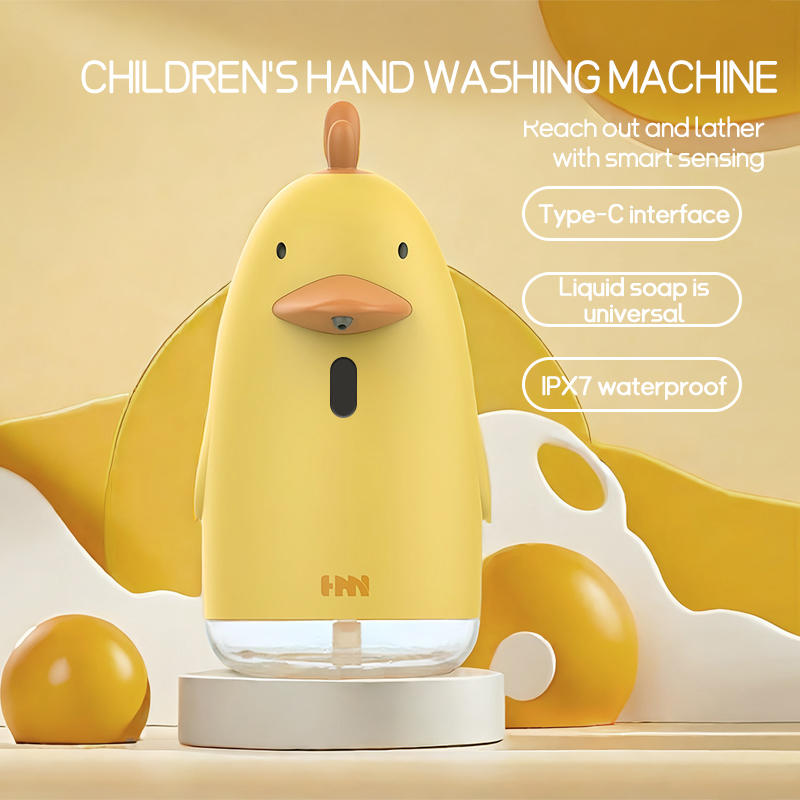 CHILDREN'S HAND WASHING MACHINE
Reach out and lather
with smart sensing
Type-C interface
Liquid soap is
universal
IPX7 waterproof